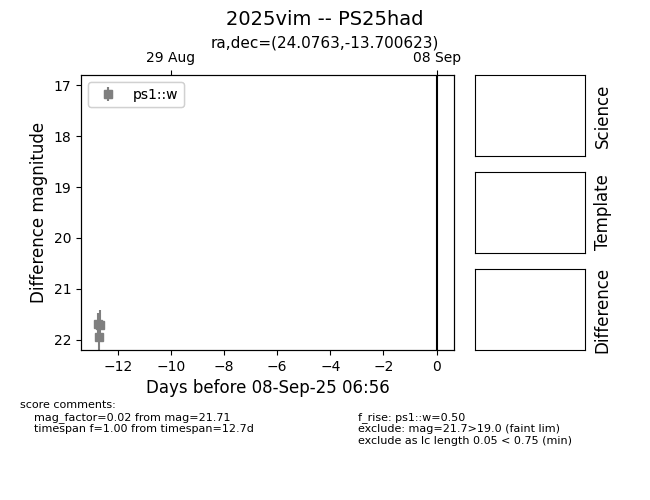 2025vim -- PS25had
ra,dec=(24.0763,-13.700623)
29 Aug
08 Sep
ps1::w
17
18
19
20
21
22
Difference magnitude
−12
−10
−8
−6
−4
−2
0
Days before 08-Sep-25 06:56
Science
Template
Difference
score comments:
mag_factor=0.02 from mag=21.71
timespan f=1.00 from timespan=12.7d
f_rise: ps1::w=0.50
exclude: mag=21.7>19.0 (faint lim)
exclude as lc length 0.05 < 0.75 (min)